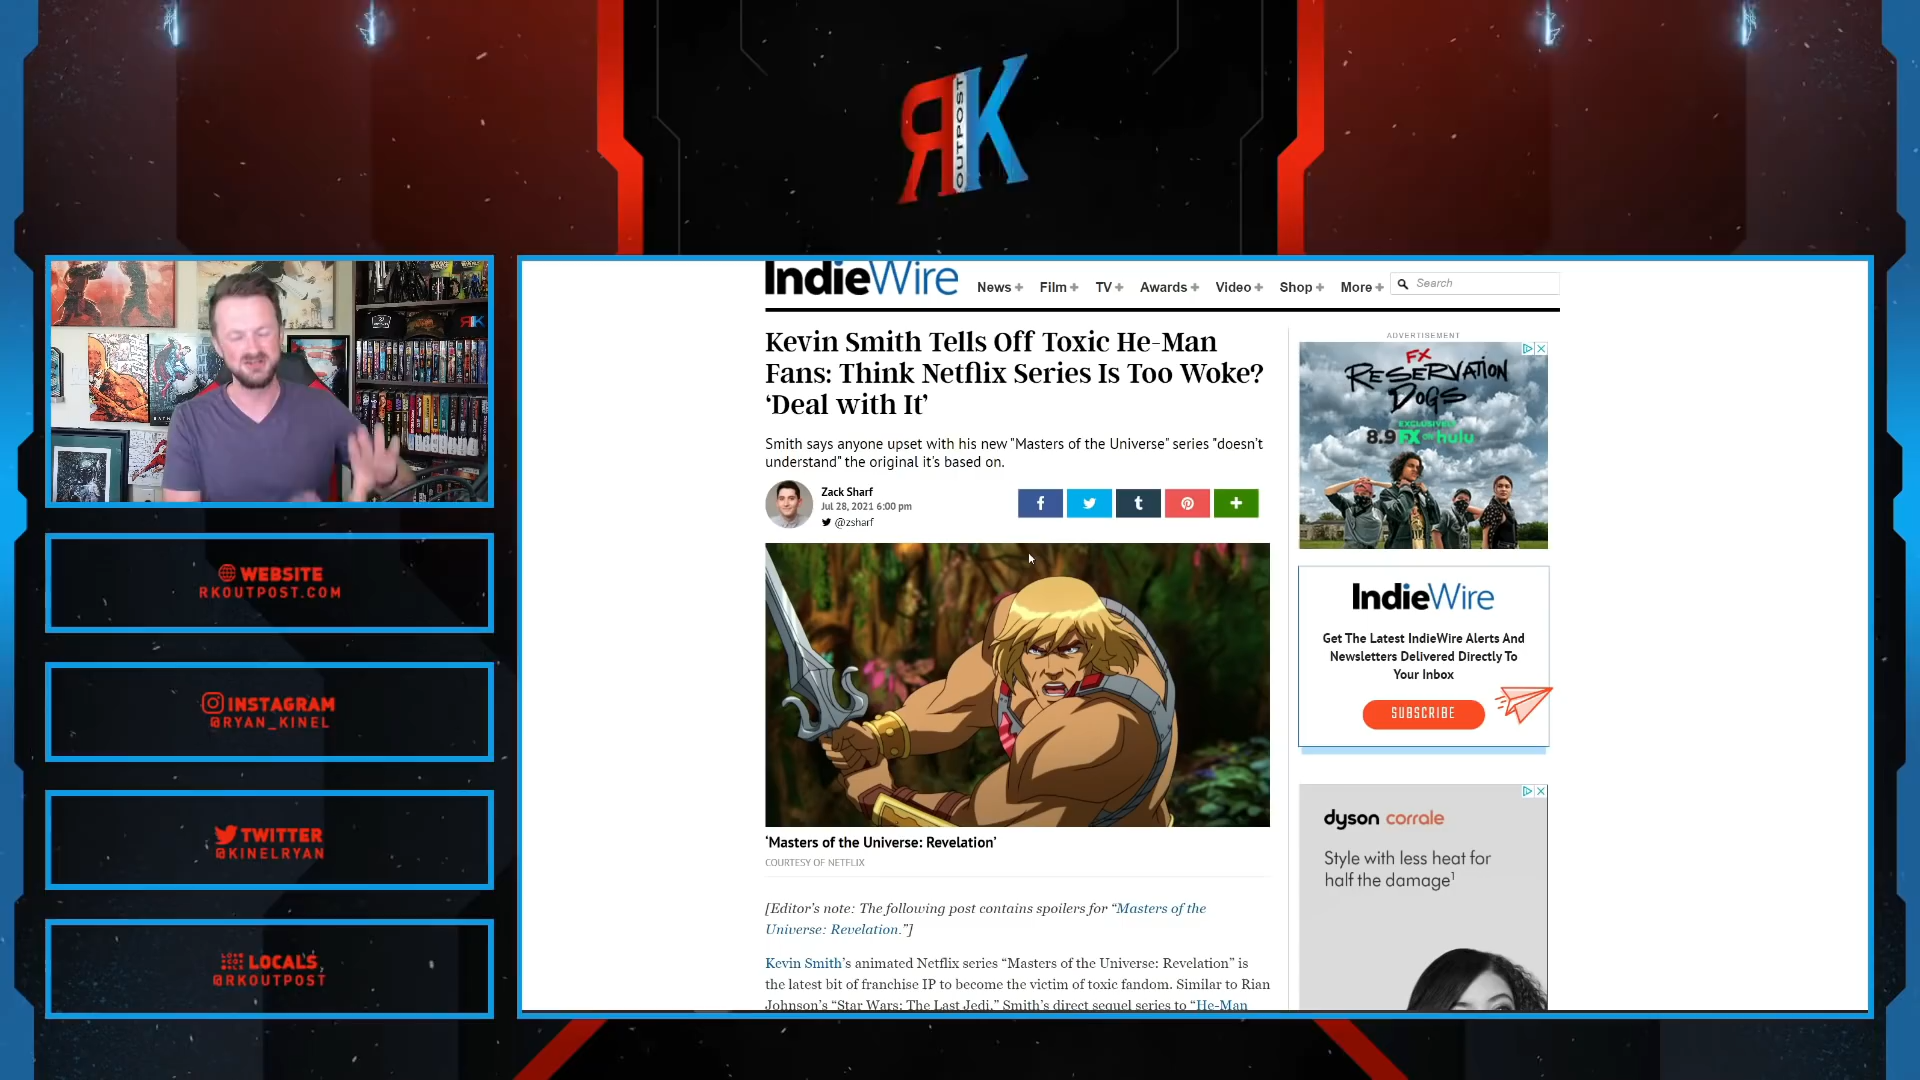 RK
OUTPOST
WEBSITE
RKOUTPOST.COM
INSTAGRAM
@RYAN_KINEL
TWITTER
@KINELRYAN
LOCALS
@RKOUTPOST
IndieWire
News + Film + TV + Awards + Video + Shop + More +
Search
Kevin Smith Tells Off Toxic He-Man
Fans: Think Netflix Series Is Too Woke?
‘Deal with It’
Smith says anyone upset with his new "Masters of the Universe" series "doesn't
understand" the original it's based on.
Zack Sharf
Jul 28, 2021 6:00 pm
@zsharf
‘Masters of the Universe: Revelation’
COURTESY OF NETFLIX
[Editor’s note: The following post contains spoilers for “Masters of the
Universe: Revelation.”]
Kevin Smith’s animated Netflix series “Masters of the Universe: Revelation” is
the latest bit of franchise IP to become the victim of toxic fandom. Similar to Rian
Johnson’s “Star Wars: The Last Jedi,” Smith’s direct sequel series to “He-Man
ADVERTISEMENT
FX
RESERVATION
DOGS
EXCLUSIVELY
8.9 FX on hulu
IndieWire
Get The Latest IndieWire Alerts And
Newsletters Delivered Directly To
Your Inbox
SUBSCRIBE
dyson corrale
Style with less heat for
half the damage¹